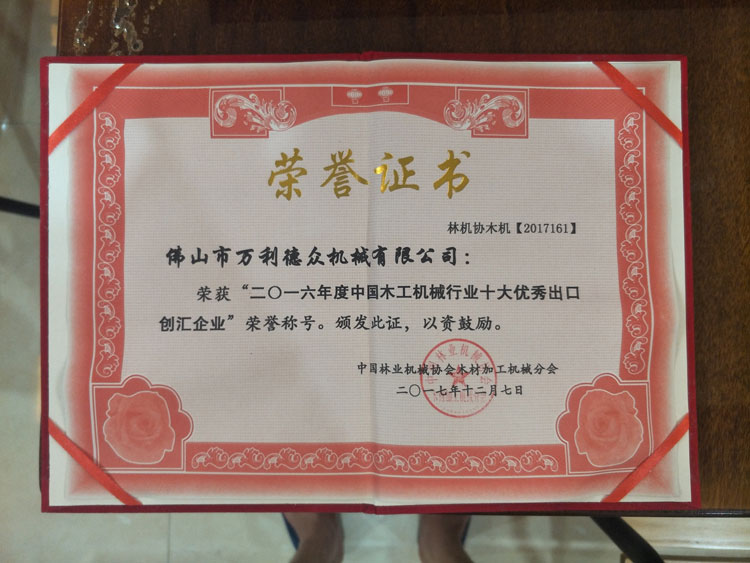 荣誉证书
林机协木机【2017161】
佛山市万利德众机械有限公司：
荣获“二〇一六年度中国木工机械行业十大优秀出口
创汇企业”荣誉称号。颁发此证，以资鼓励。
中国林业机械协会木材加工机械分会
二〇一七年十二月七日